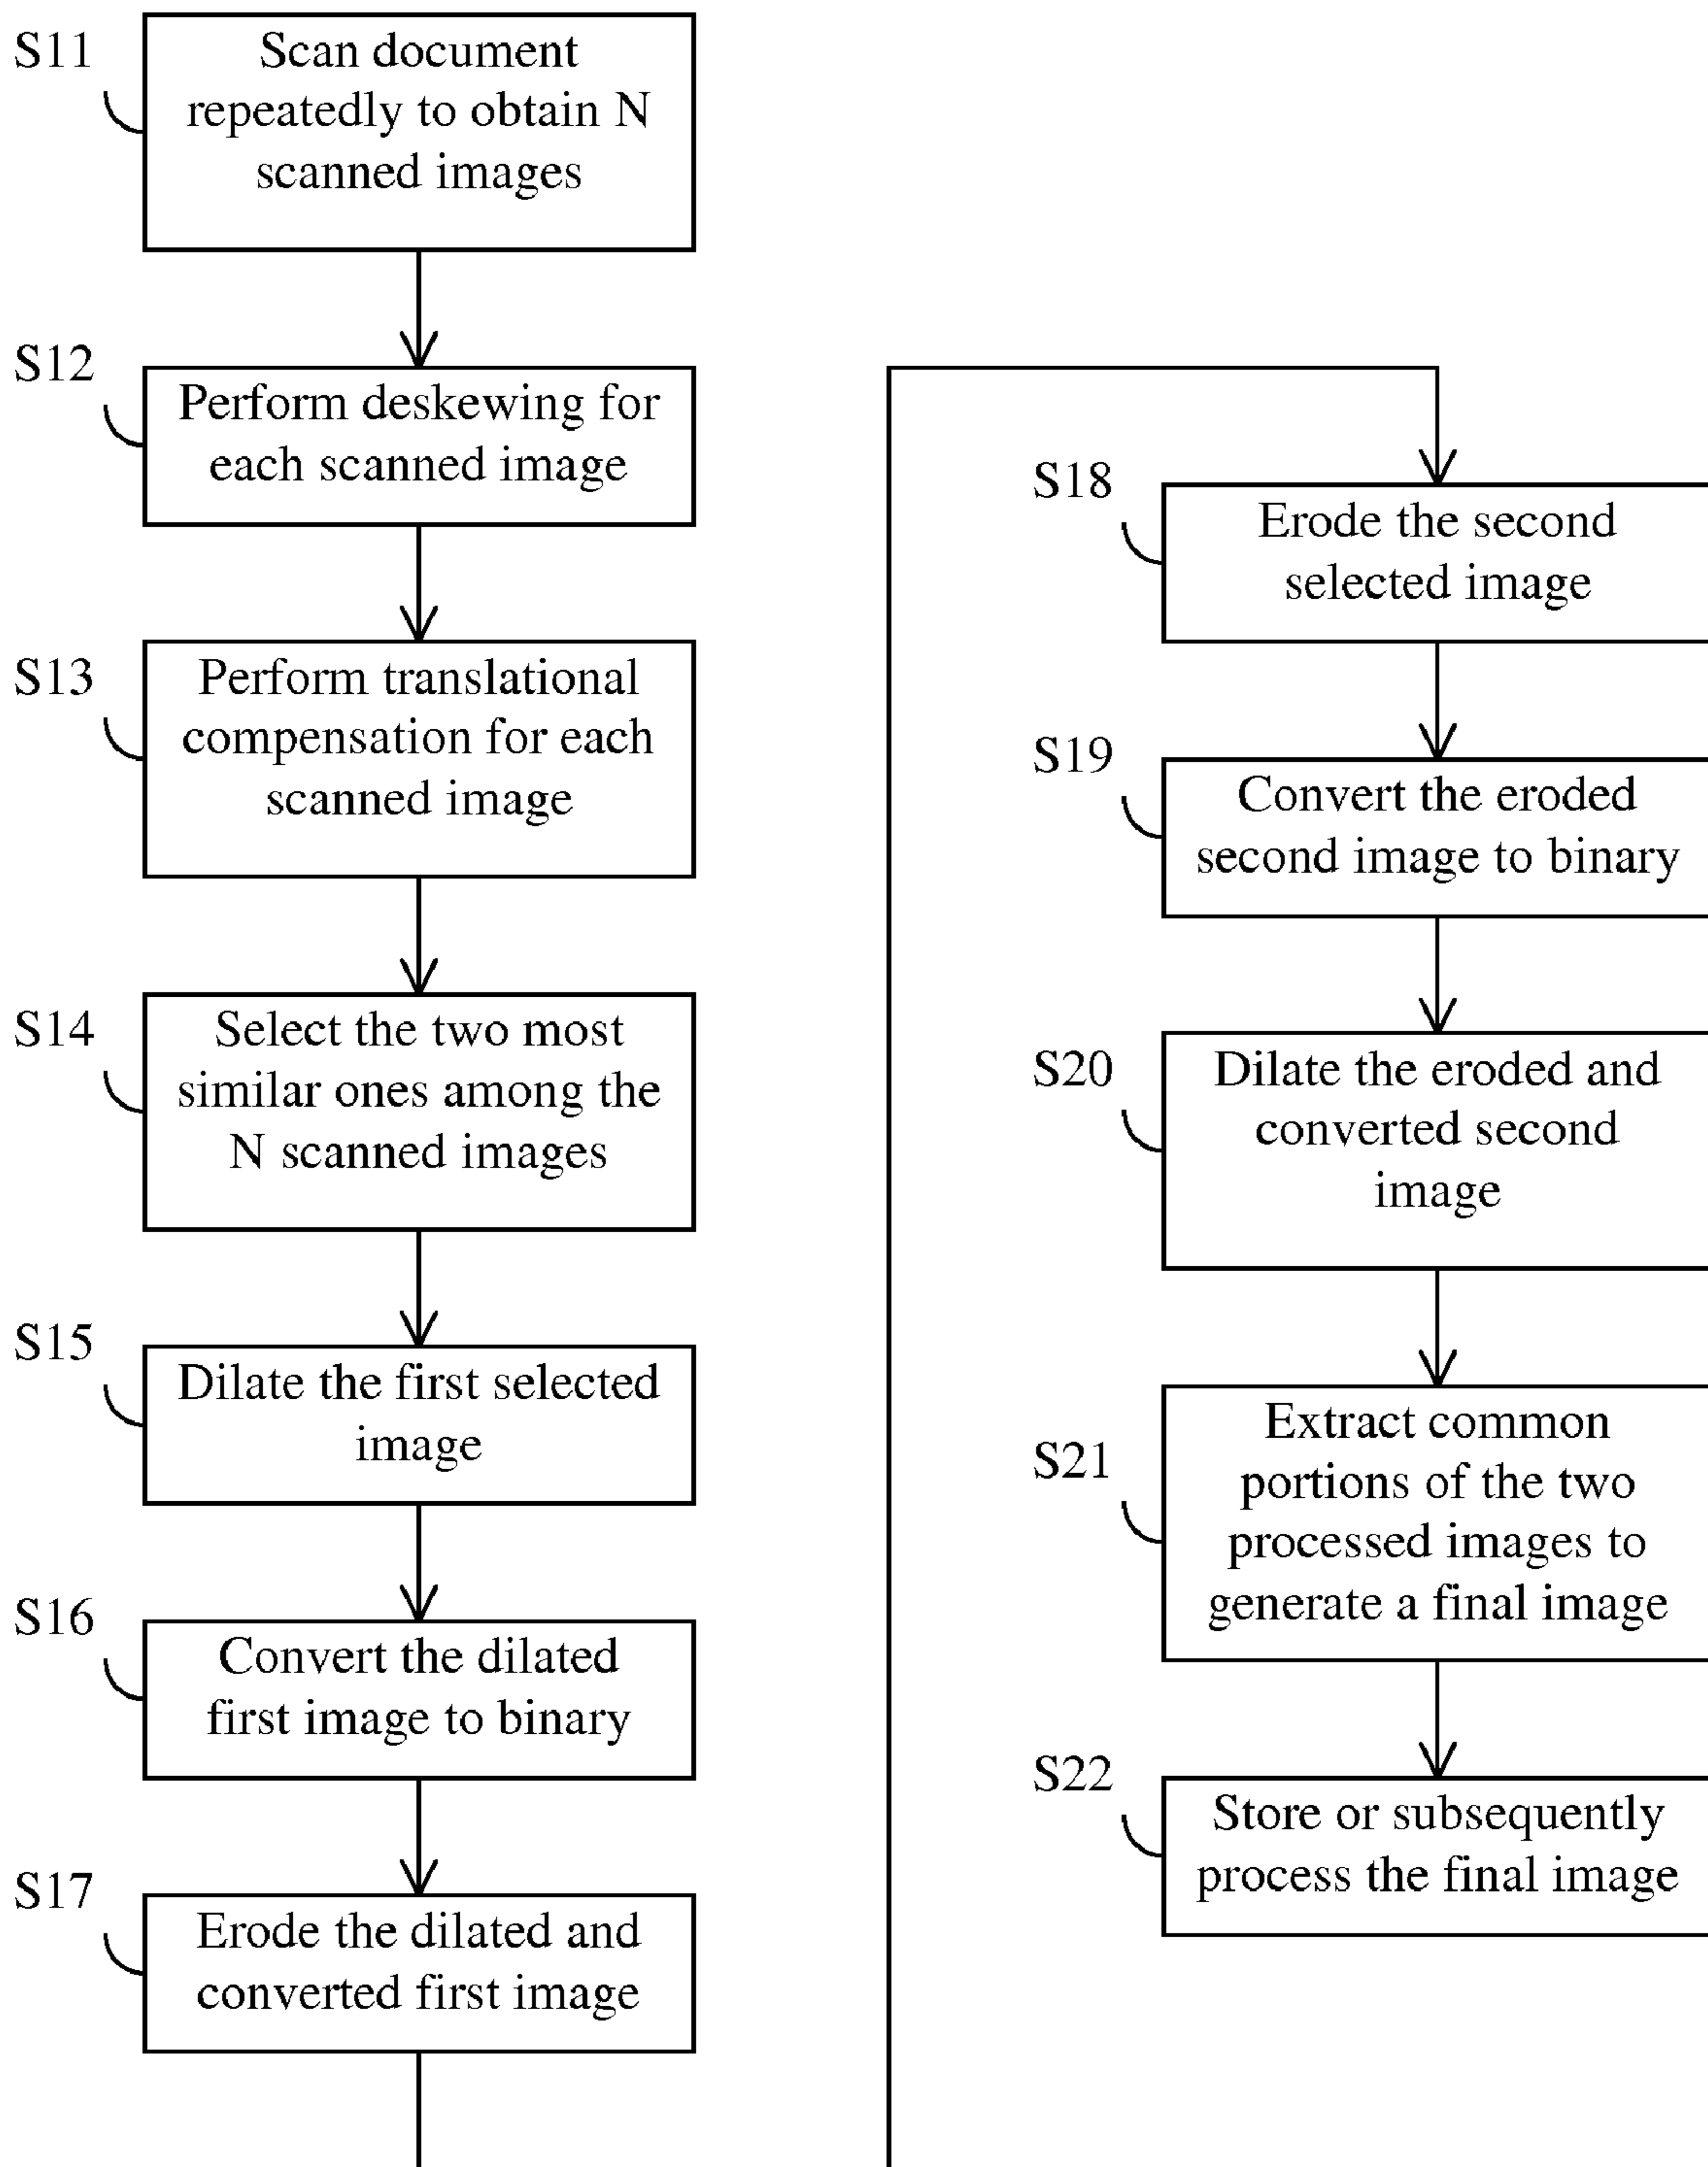 S11
Scan document
repeatedly to obtain N
scanned images
S12
Perform deskewing for
each scanned image
S13
Perform translational
compensation for each
scanned image
S14
Select the two most
similar ones among the
N scanned images
S15
Dilate the first selected
image
S16
Convert the dilated
first image to binary
S17
Erode the dilated and
converted first image
S18
Erode the second
selected image
S19
Convert the eroded
second image to binary
S20
Dilate the eroded and
converted second
image
S21
Extract common
portions of the two
processed images to
generate a final image
S22
Store or subsequently
process the final image